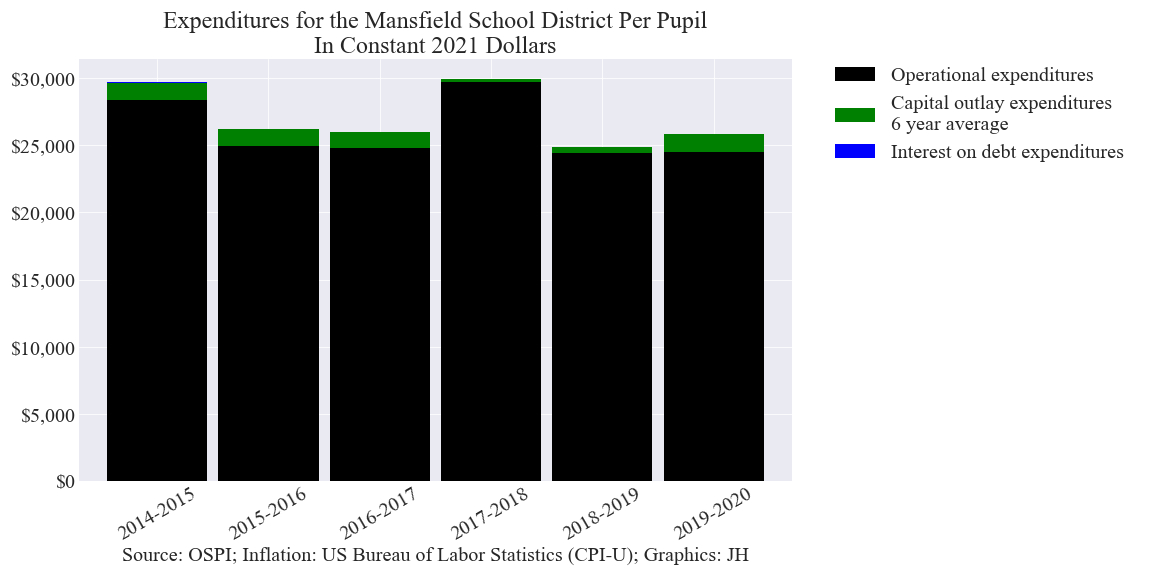 Expenditures for the Mansfield School District Per Pupil
In Constant 2021 Dollars
$30,000
$25,000
$20,000
$15,000
$10,000
$5,000
$0
2014-2015
2015-2016
2016-2017
2017-2018
2018-2019
2019-2020
Source: OSPI; Inflation: US Bureau of Labor Statistics (CPI-U); Graphics: JH
Operational expenditures
Capital outlay expenditures
6 year average
Interest on debt expenditures